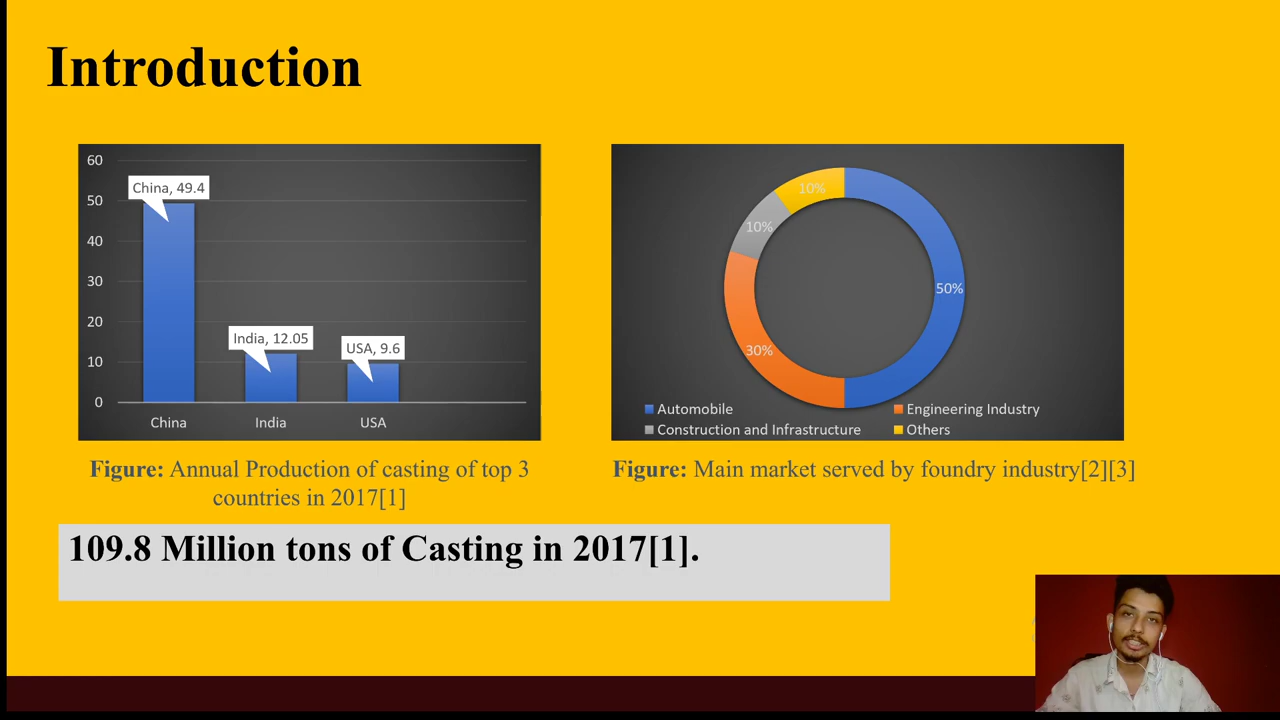 Introduction
60
50
40
30
20
10
0
China, 49.4
India, 12.05
USA, 9.6
China
India
USA
Figure: Annual Production of casting of top 3
countries in 2017[1]
10%
10%
50%
30%
Automobile
Engineering Industry
Construction and Infrastructure
Others
Figure: Main market served by foundry industry[2][3]
109.8 Million tons of Casting in 2017[1].